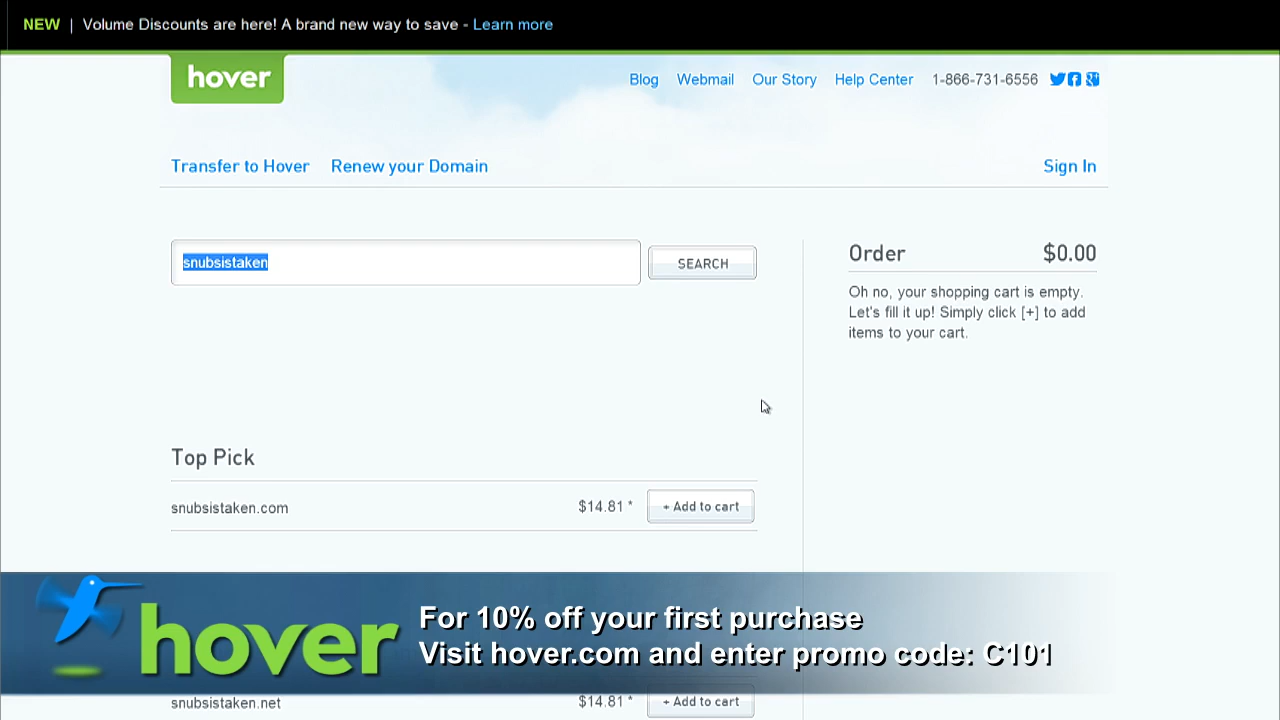 NEW | Volume Discounts are here! A brand new way to save - Learn more
hover
Blog Webmail Our Story Help Center 1-866-731-6556
Transfer to Hover Renew your Domain Sign In
snubsistaken SEARCH
Order $0.00
Oh no, your shopping cart is empty.
Let's fill it up! Simply click [+] to add
items to your cart.
Top Pick
snubsistaken.com $14.81 * + Add to cart
hover
For 10% off your first purchase
Visit hover.com and enter promo code: C101
snubsistaken.net $14.81 * + Add to cart